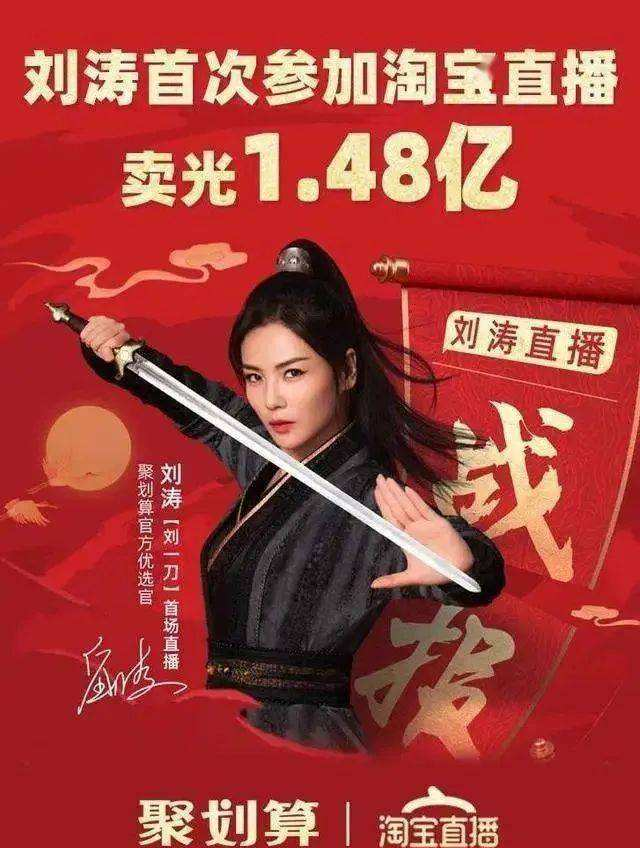 刘涛首次参加淘宝直播
卖光1.48亿
刘涛直播
战报
刘涛【刘一刀】首场直播
聚划算官方优选官
刘涛
聚划算 | 淘宝直播